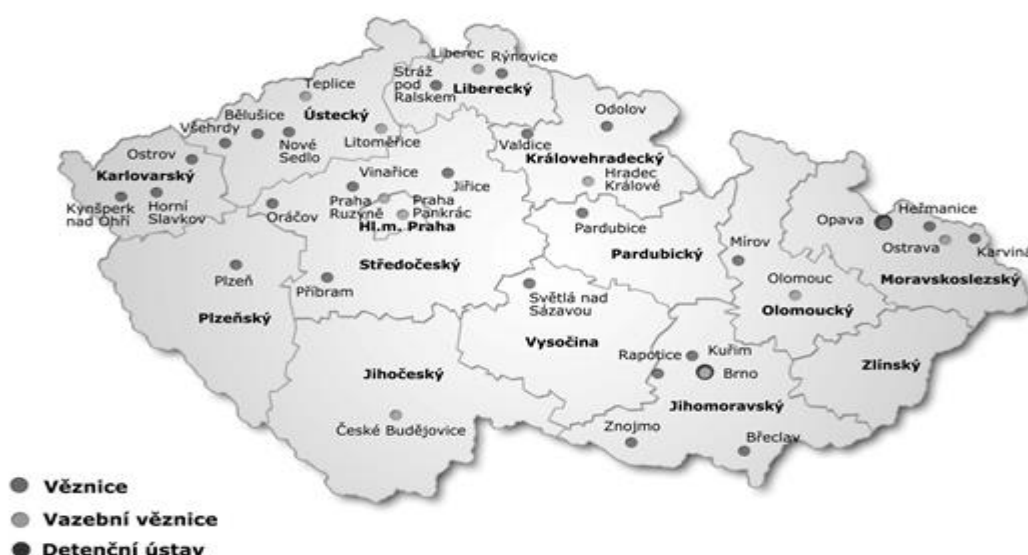 Liberec
Rýnovice
Stráž
pod
Ralskem
Liberecký
Teplice
Ústecký
Bělušice
Všehrdy
Nové
Sedlo
Litoměřice
Odolov
Valdice
Královehradecký
Hradec
Králové
Ostrov
Karlovarský
Kynšperk
nad Ohří
Horní
Slavkov
Vinařice
Jiřice
Praha
Ruzyně
Praha
Pankrác
Hl.m. Praha
Oráčov
Středočeský
Pardubice
Pardubický
Opava
Heřmanice
Ostrava
Karviná
Moravskoslezský
Mírov
Olomouc
Olomoucký
Plzeň
Plzeňský
Příbram
Světlá nad
Sázavou
Vysočina
Zlínský
Rapotice
Kuřim
Brno
Jihomoravský
Jihočeský
České Budějovice
Znojmo
Břeclav
Věznice
Vazební věznice
Detenční ústav